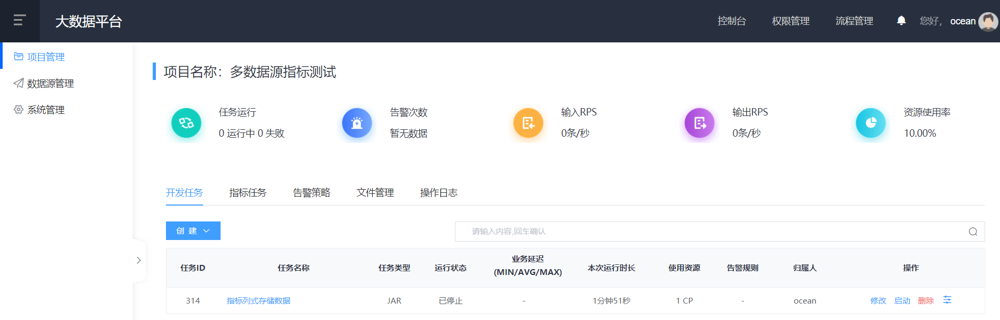 大数据平台
控制台 权限管理 流程管理 您好， ocean
项目管理
数据源管理
系统管理
项目名称：多数据源指标测试
任务运行
0 运行中 0 失败
告警次数
暂无数据
输入RPS
0条/秒
输出RPS
0条/秒
资源使用率
10.00%
开发任务 指标任务 告警策略 文件管理 操作日志
创 建 请输入内容,回车确认
任务ID 任务名称 任务类型 运行状态 业务延迟 (MIN/AVG/MAX) 本次运行时长 使用资源 告警规则 归属人 操作
314 指标列式存储数据 JAR 已停止 - 1分钟51秒 1 CP - ocean 修改 启动 删除